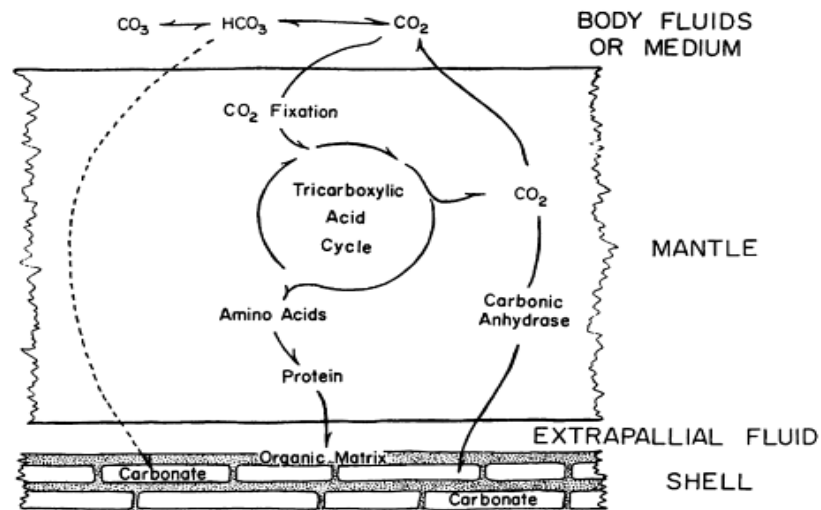 CO₃ HCO₃ CO₂
BODY FLUIDS
OR MEDIUM
CO₂ Fixation
Tricarboxylic
Acid
Cycle
CO₂
MANTLE
Amino Acids
Carbonic
Anhydrase
Protein
EXTRAPALLIAL FLUID
Organic Matrix
Carbonate
SHELL
Carbonate